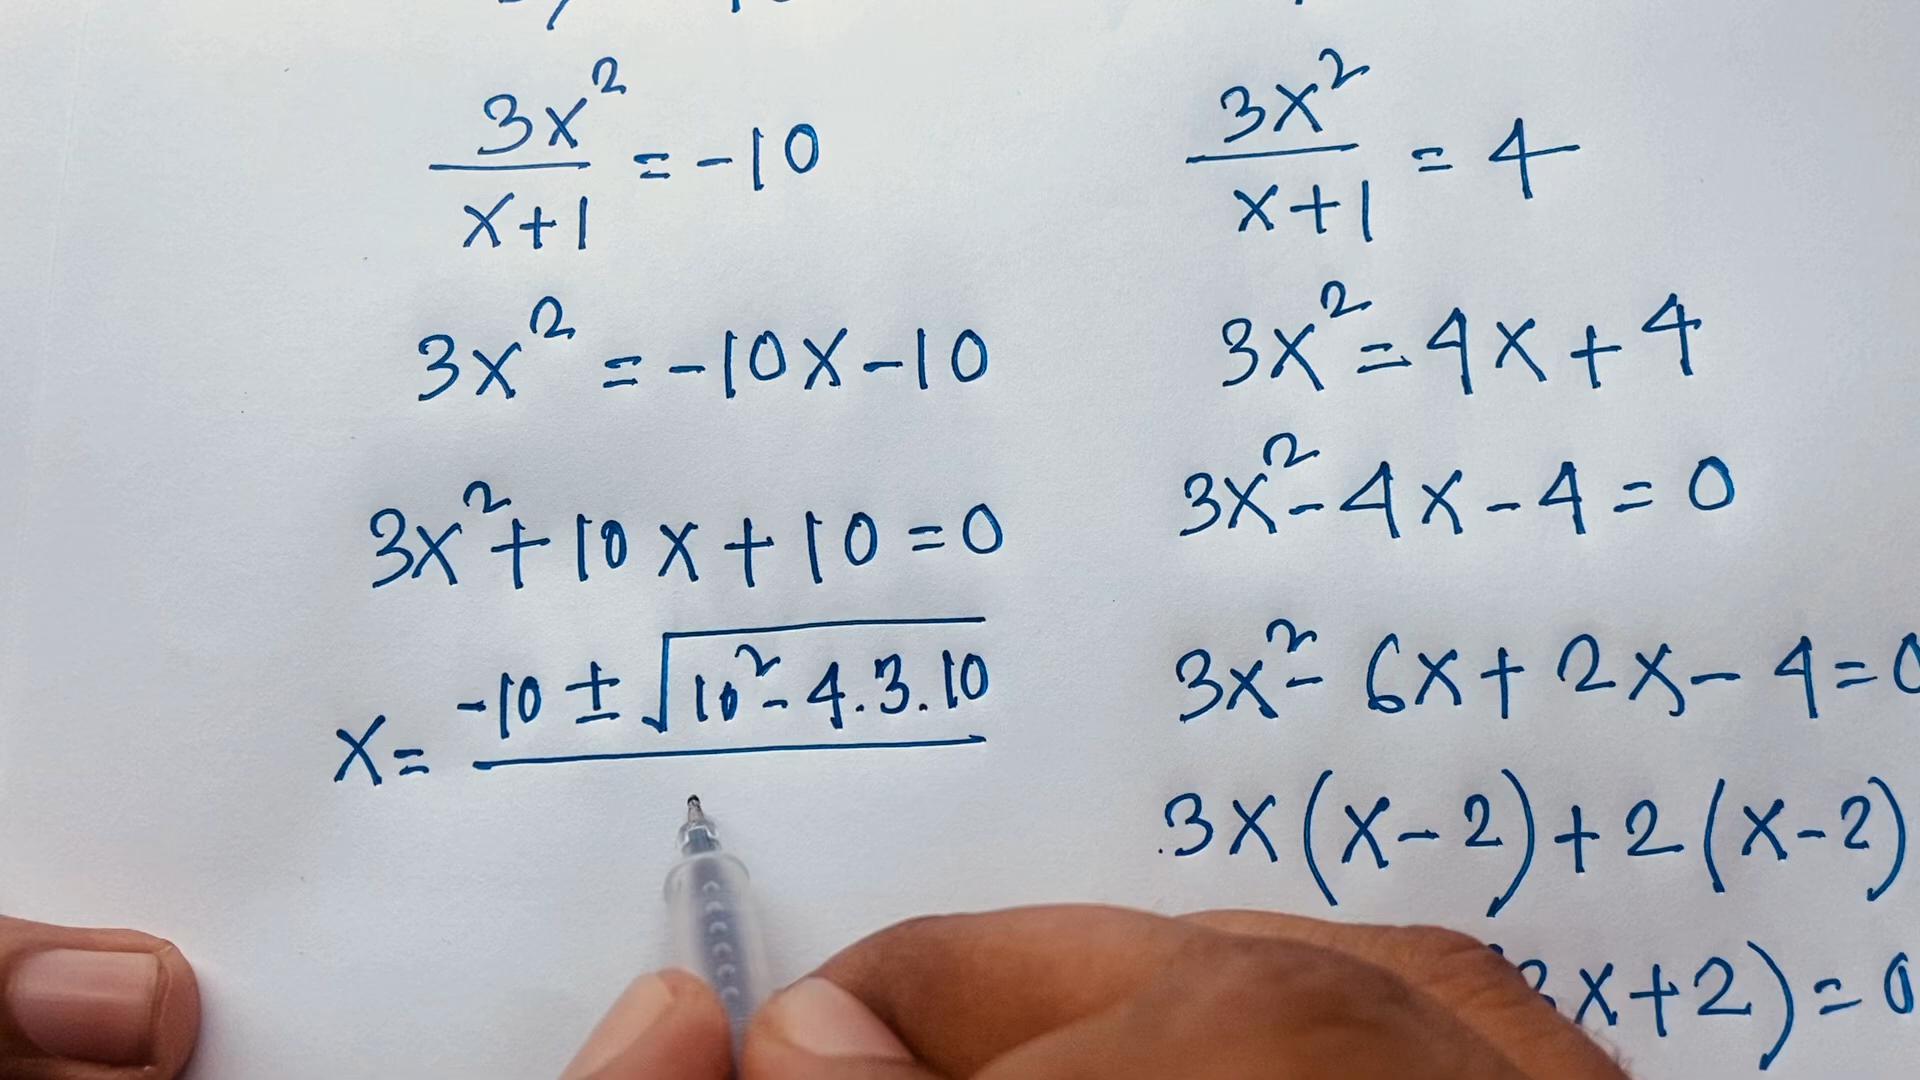 3x² / x+1 = -10
3x² = -10x-10
3x²+10x+10=0
x= -10 ± √10²-4.3.10
3x² / x+1 = 4
3x²=4x+4
3x²-4x-4=0
3x²-6x+2x-4=0
3x(x-2)+2(x-2)
x+2)=0